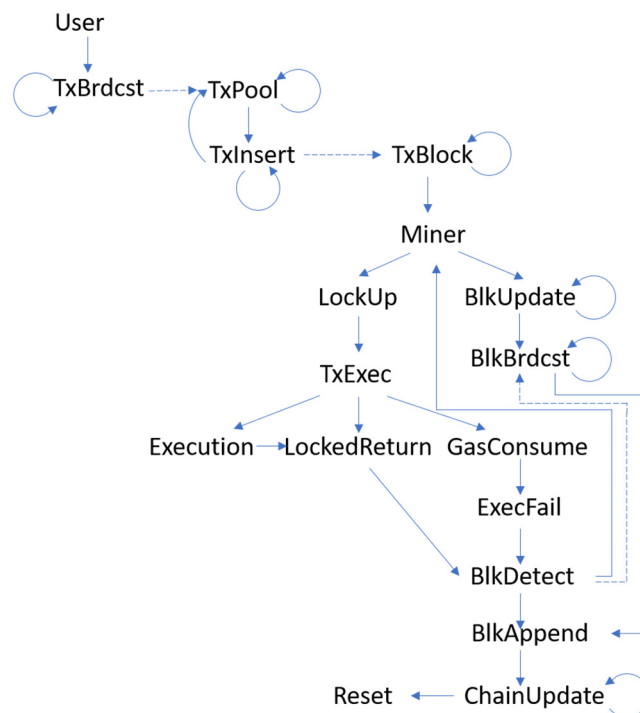 User
TxBrdcst
TxPool
TxInsert
TxBlock
Miner
LockUp
BlkUpdate
BlkBrdcst
TxExec
Execution
LockedReturn
GasConsume
ExecFail
BlkDetect
BlkAppend
Reset
ChainUpdate